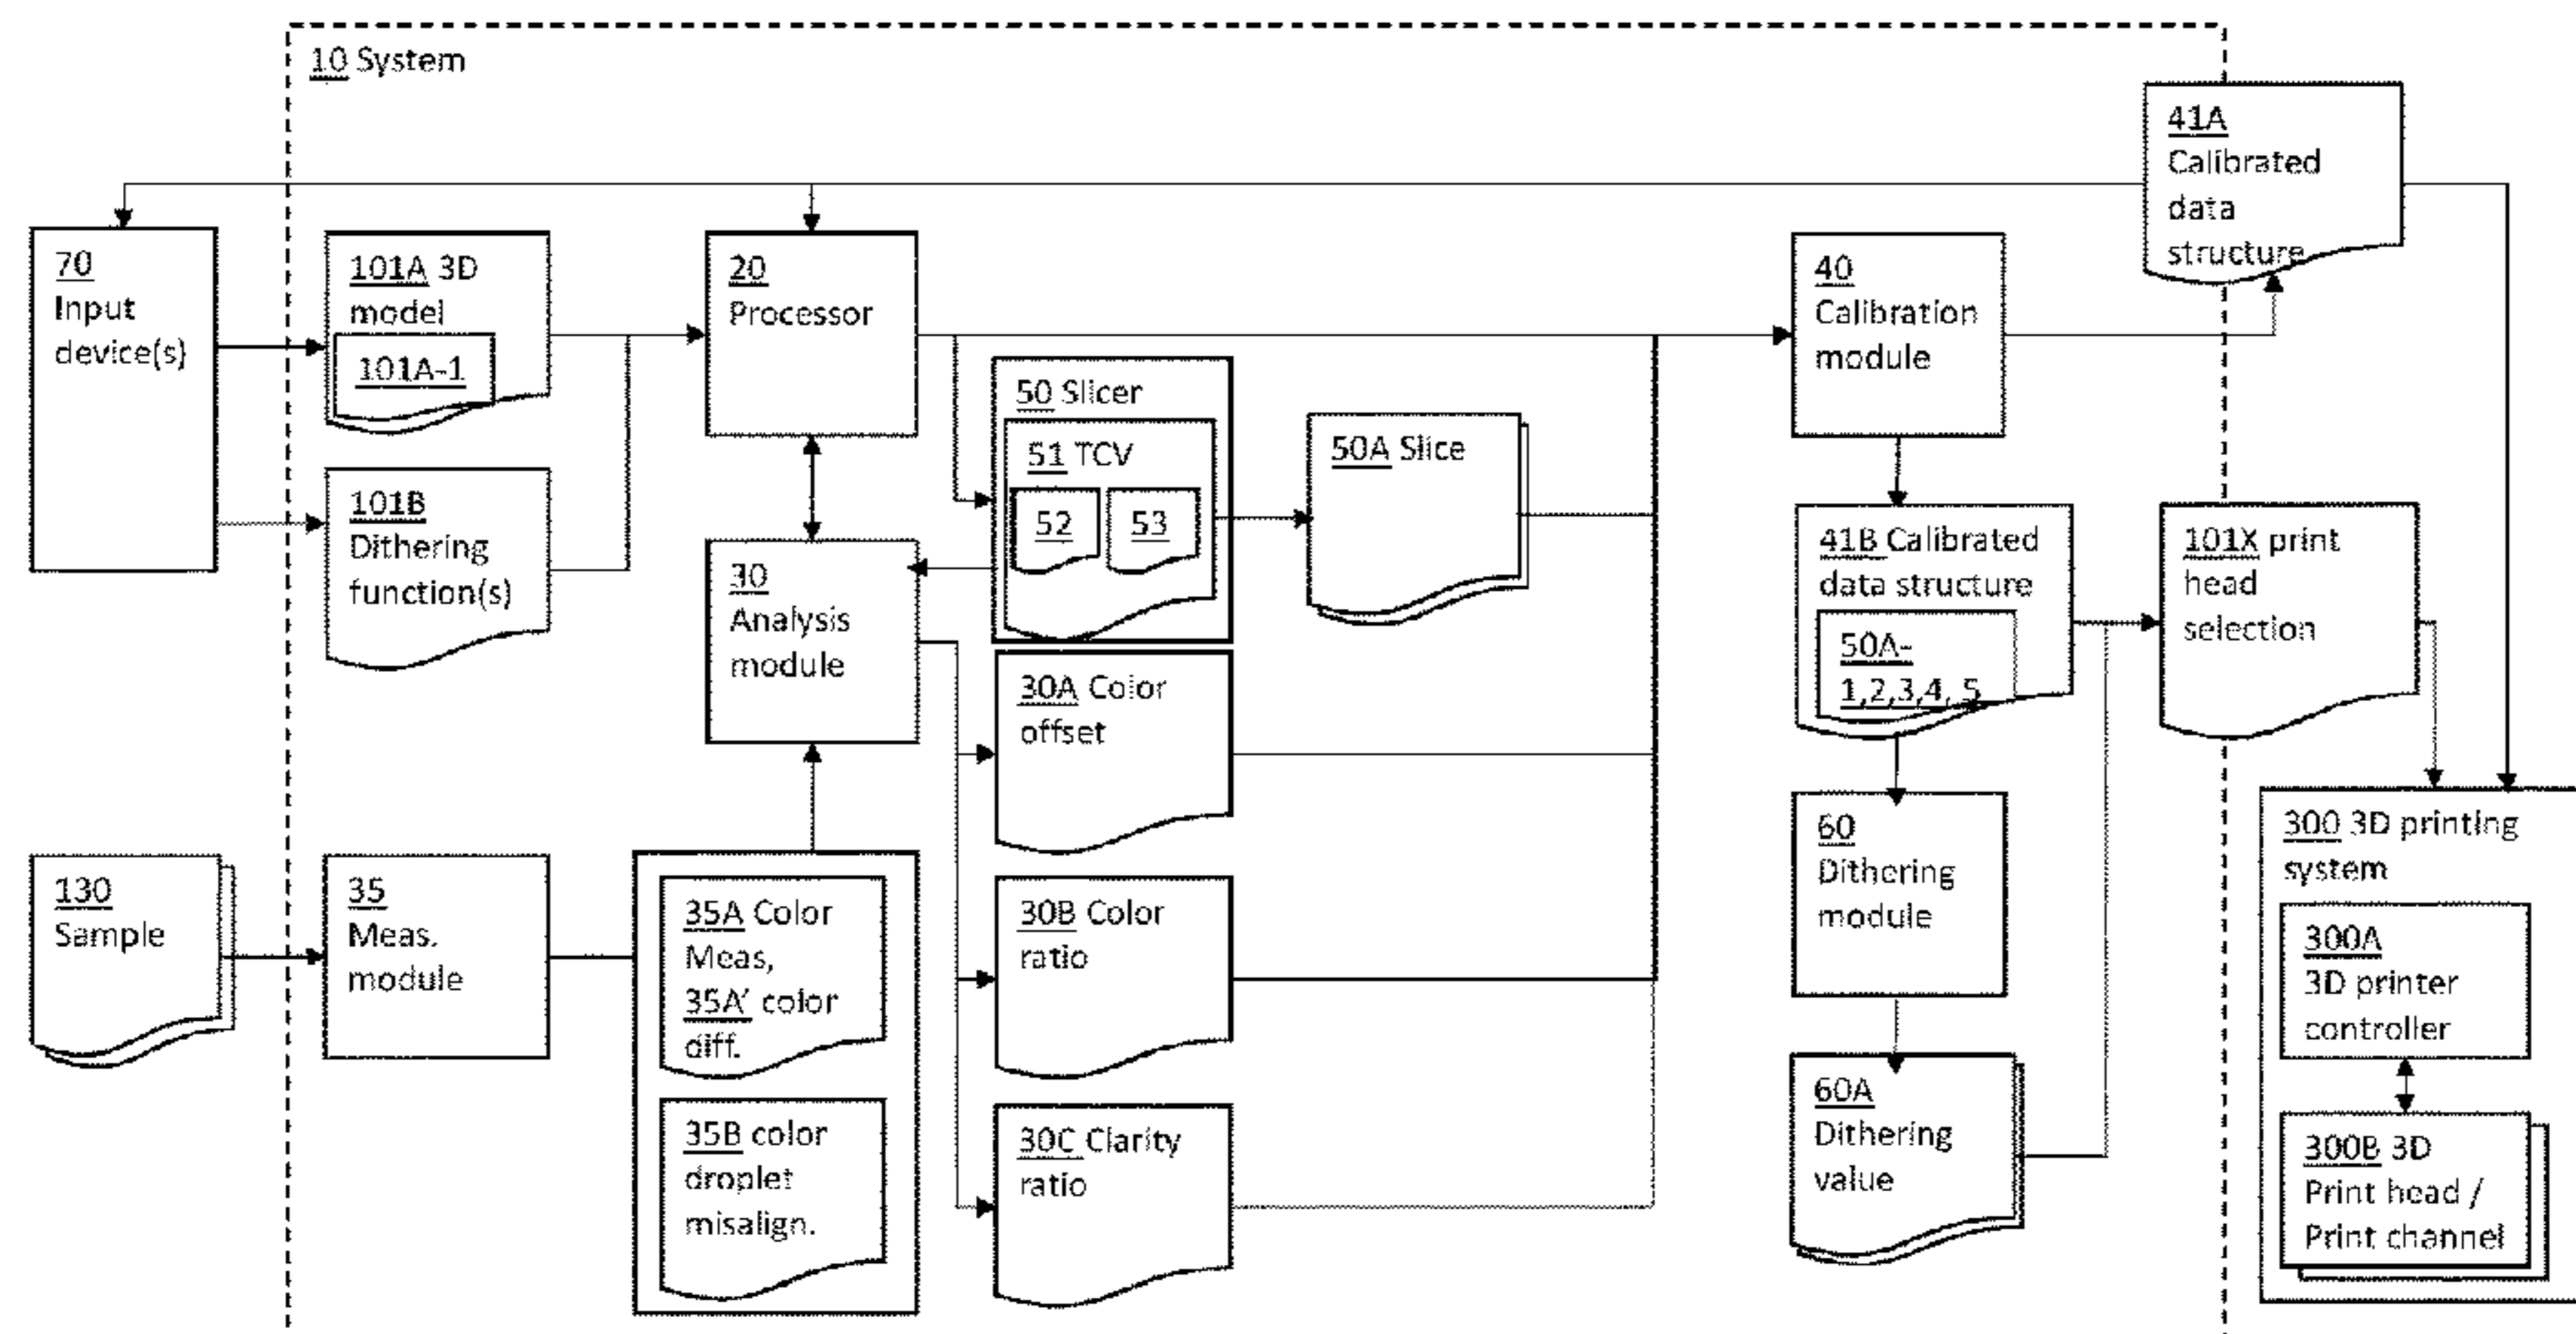 10 System
41A
Calibrated
data
structure
70
Input
device(s)
101A 3D
model
101A-1
101B
Dithering
function(s)
20
Processor
30
Analysis
module
50 Slicer
51 TCV
52
53
50A Slice
40
Calibration
module
41B Calibrated
data structure
50A-
1,2,3,4, 5
101X print
head
selection
30A Color
offset
30B Color
ratio
30C Clarity
ratio
60
Dithering
module
60A
Dithering
value
130
Sample
35
Meas.
module
35A Color
Meas,
35A' color
diff.
35B color
droplet
misalign.
300 3D printing
system
300A
3D printer
controller
300B 3D
Print head /
Print channel